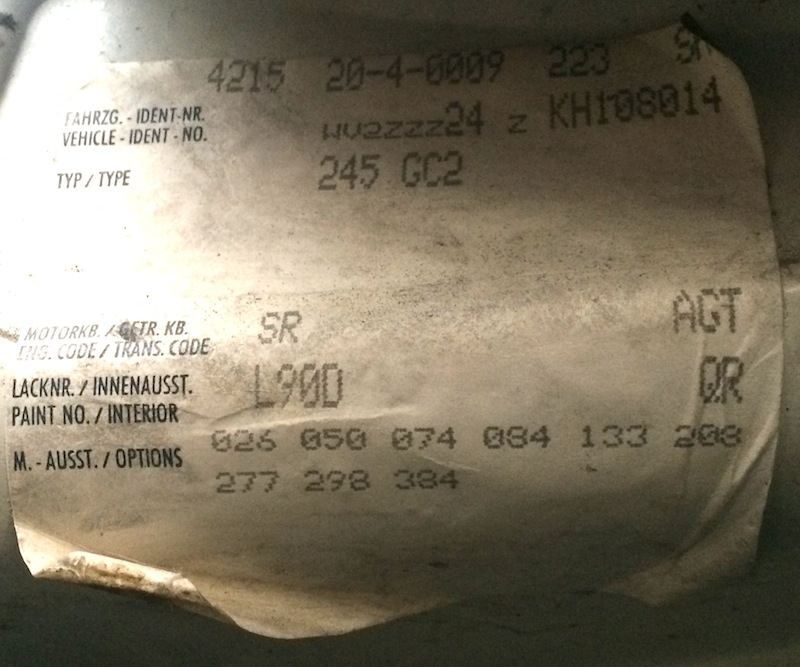 4215 20-4-0009 223
FAHRZG. - IDENT-NR.
VEHICLE - IDENT - NO.
WV2ZZZ24 Z KH108014
TYP / TYPE
245 GC2
MOTORKB. / GETR. KB.
ENG. CODE / TRANS. CODE
SR AGT
LACKNR. / INNENAUSST.
PAINT NO. / INTERIOR
L90D QR
M. - AUSST. / OPTIONS
026 050 074 084 133 208
277 298 384